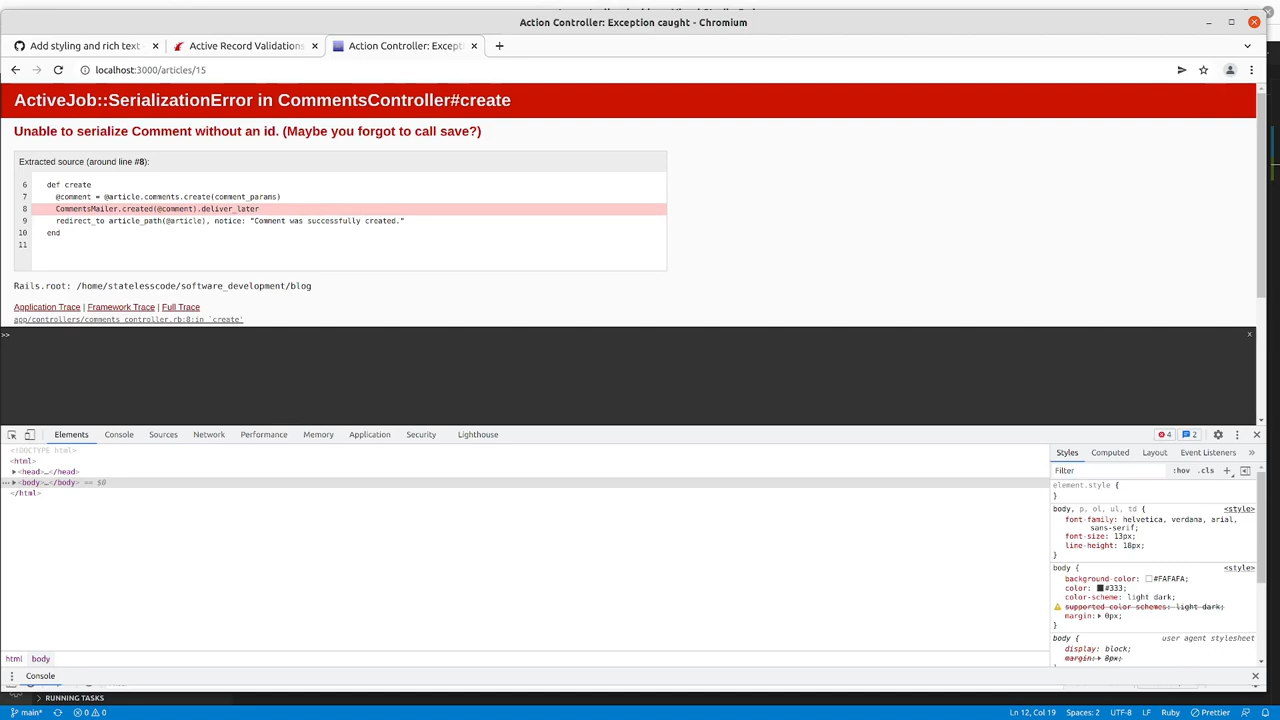 Action Controller: Exception caught - Chromium
Add styling and rich text
Active Record Validations
Action Controller: Except
localhost:3000/articles/15
ActiveJob::SerializationError in CommentsController#create
Unable to serialize Comment without an id. (Maybe you forgot to call save?)
Extracted source (around line #8):
6 def create
7 @comment = @article.comments.create(comment_params)
8 CommentsMailer.created(@comment).deliver_later
9 redirect_to article_path(@article), notice: "Comment was successfully created."
10 end
11
Rails.root: /home/statelesscode/software_development/blog
Application Trace | Framework Trace | Full Trace
app/controllers/comments_controller.rb:8:in `create'
>> x
Elements Console Sources Network Performance Memory Application Security Lighthouse 4 2
<!DOCTYPE html>
<html>
<head>…</head>
<body>…</body> == $0
</html>
Styles Computed Layout Event Listeners »
Filter :hov .cls +
element.style {
}
body, p, ol, ul, td { <style>
font-family: helvetica, verdana, arial,
sans-serif;
font-size: 13px;
line-height: 18px;
}
body { <style>
background-color: #FAFAFA;
color: #333;
color-scheme: light dark;
supported-color-schemes: light dark;
margin: 0px;
}
body { user agent stylesheet
display: block;
margin: 8px;
html body
Console
RUNNING TASKS
main* 0 0 Ln 12, Col 19 Spaces: 2 UTF-8 LF Ruby Prettier